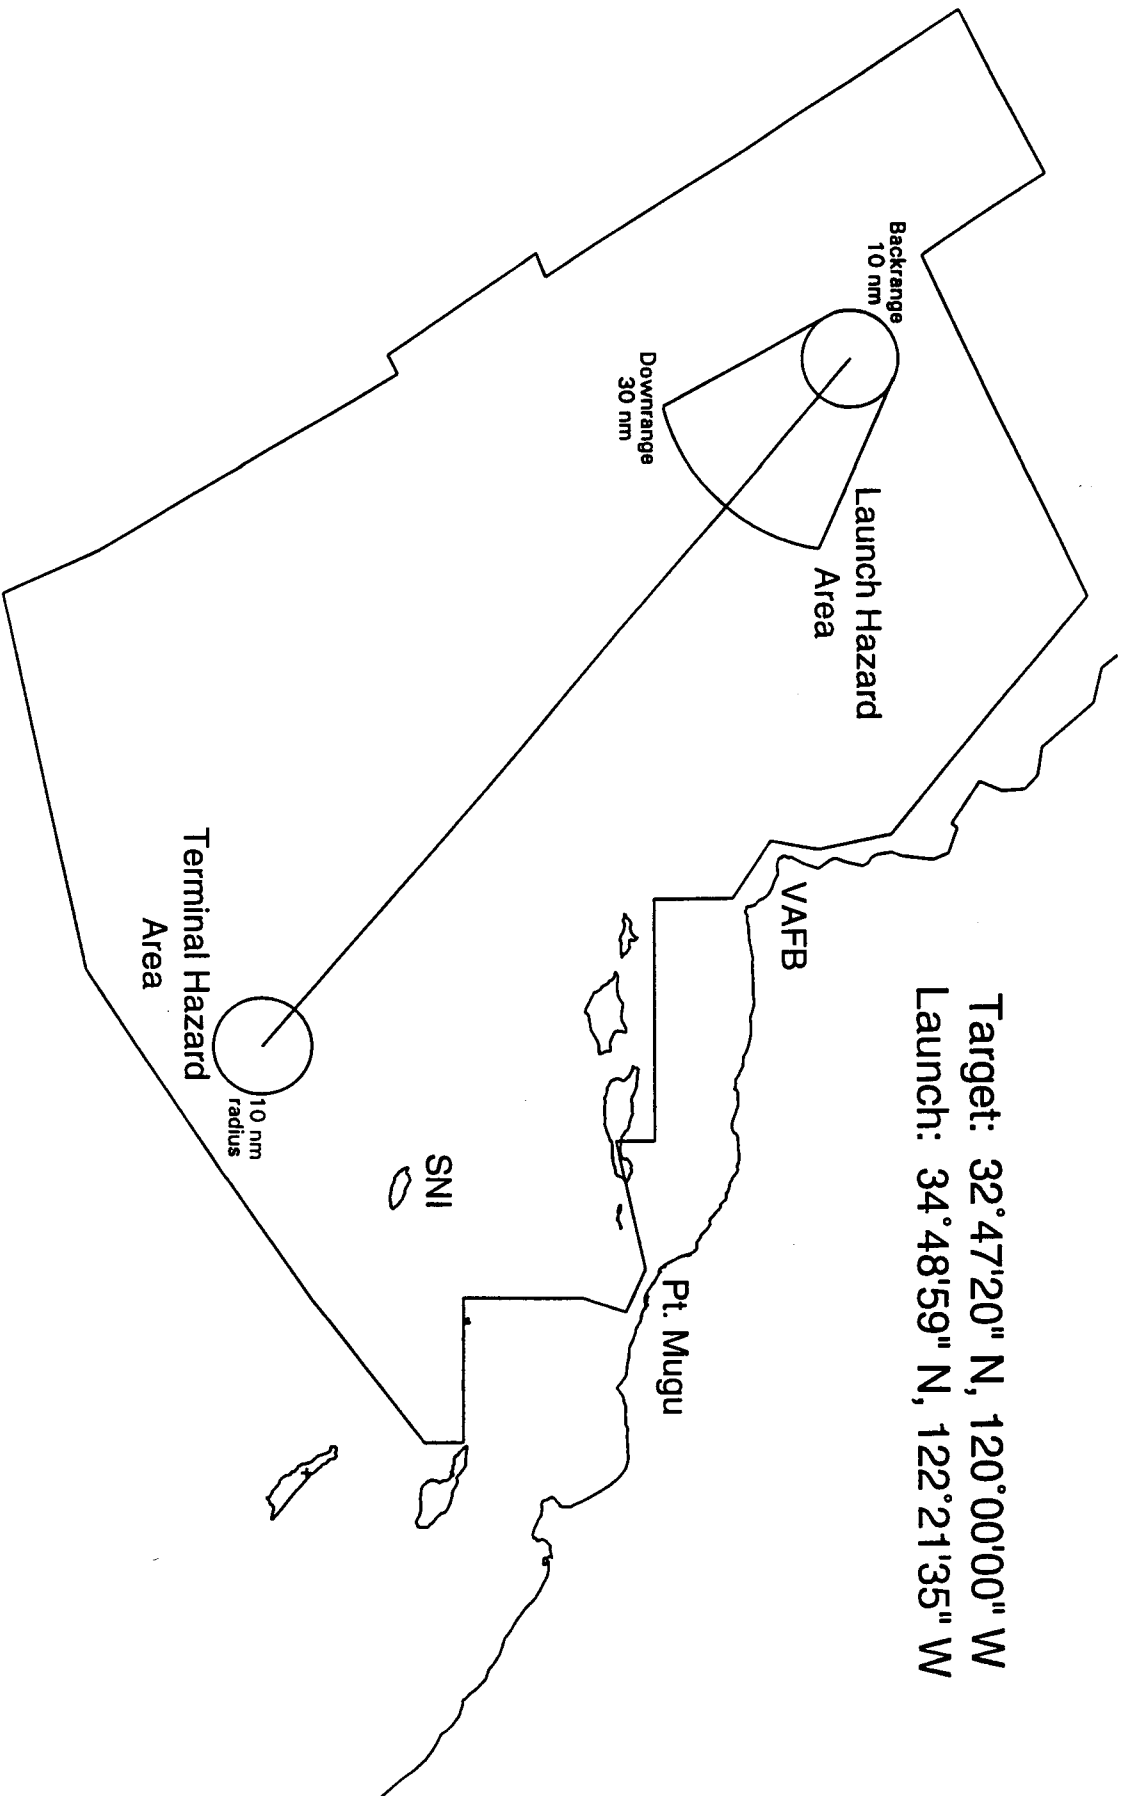 Target: 32°47'20" N, 120°00'00" W
Launch: 34°48'59" N, 122°21'35" W
Backrange
10 nm
Launch Hazard
Area
Downrange
30 nm
VAFB
Pt. Mugu
SNI
Terminal Hazard
Area
10 nm
radius